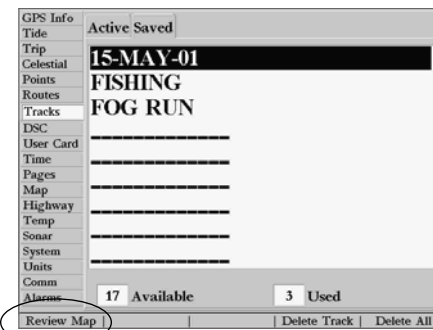 GPS Info
Tide
Trip
Celestial
Points
Routes
Tracks
DSC
User Card
Time
Pages
Map
Highway
Temp
Sonar
System
Units
Comm
Alarms
Active Saved
15-MAY-01
FISHING
FOG RUN
17 Available 3 Used
Review Map | | Delete Track | Delete All